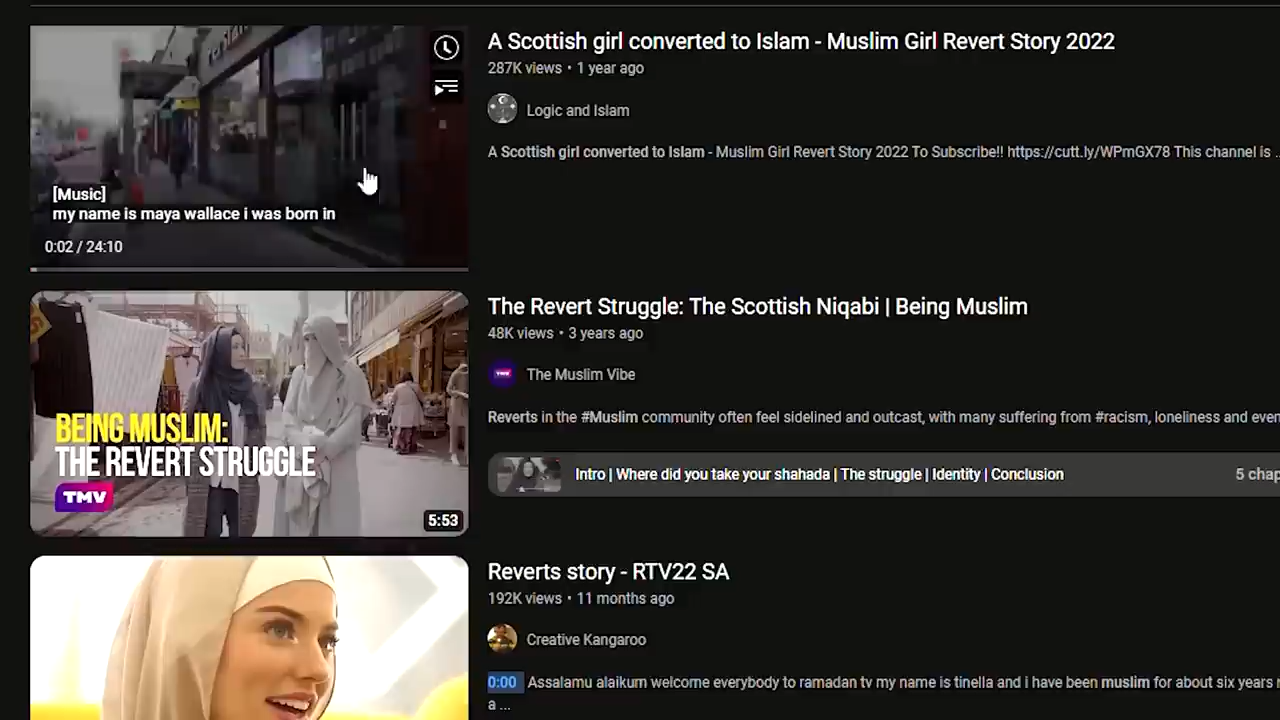 A Scottish girl converted to Islam - Muslim Girl Revert Story 2022
287K views • 1 year ago
Logic and Islam
A Scottish girl converted to Islam - Muslim Girl Revert Story 2022 To Subscribe!! https://cutt.ly/WPmGX78 This channel is ...
[Music]
my name is maya wallace i was born in
0:02 / 24:10
The Revert Struggle: The Scottish Niqabi | Being Muslim
48K views • 3 years ago
TMV
The Muslim Vibe
Reverts in the #Muslim community often feel sidelined and outcast, with many suffering from #racism, loneliness and even
Intro | Where did you take your shahada | The struggle | Identity | Conclusion
5 chap
BEING MUSLIM:
THE REVERT STRUGGLE
TMV
5:53
Reverts story - RTV22 SA
192K views • 11 months ago
Creative Kangaroo
0:00 Assalamu alaikum welcome everybody to ramadan tv my name is tinella and i have been muslim for about six years
a ...